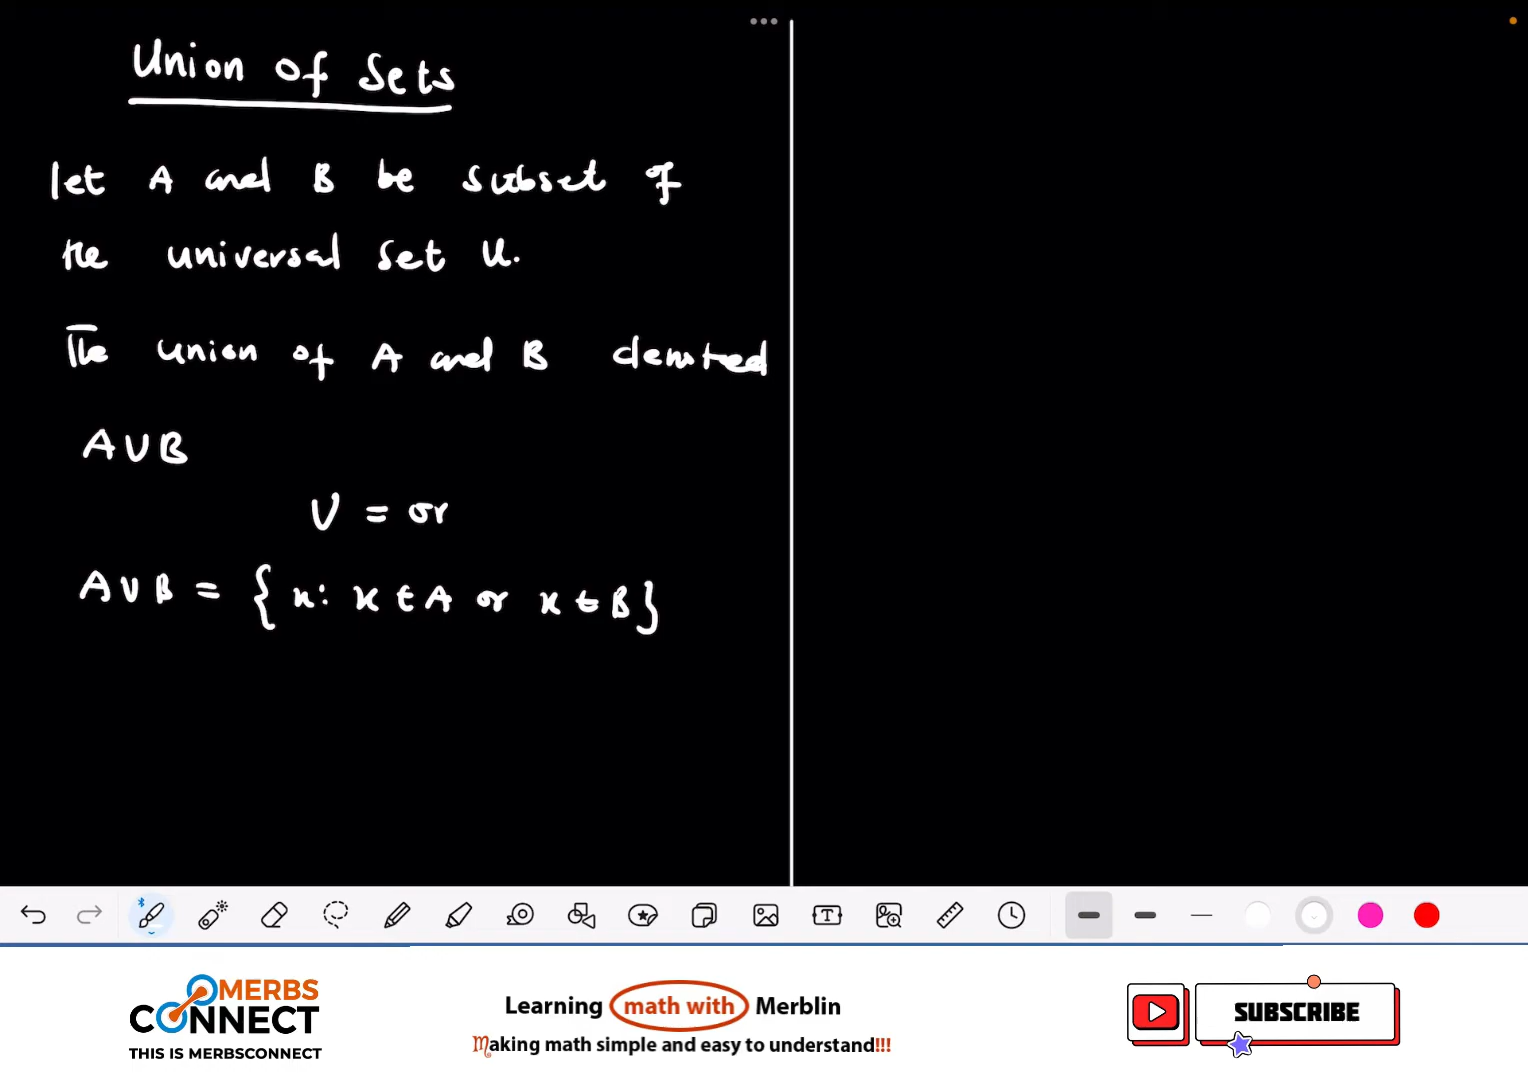 Union of Sets
let A and B be subset of
the universal set U.
The union of A and B denoted
A∪B
∪ = or
A∪B = {x: x ∈ A or x ∈ B}
MERBS
CONNECT
THIS IS MERBSCONNECT
Learning math with Merblin
Making math simple and easy to understand!!!
SUBSCRIBE